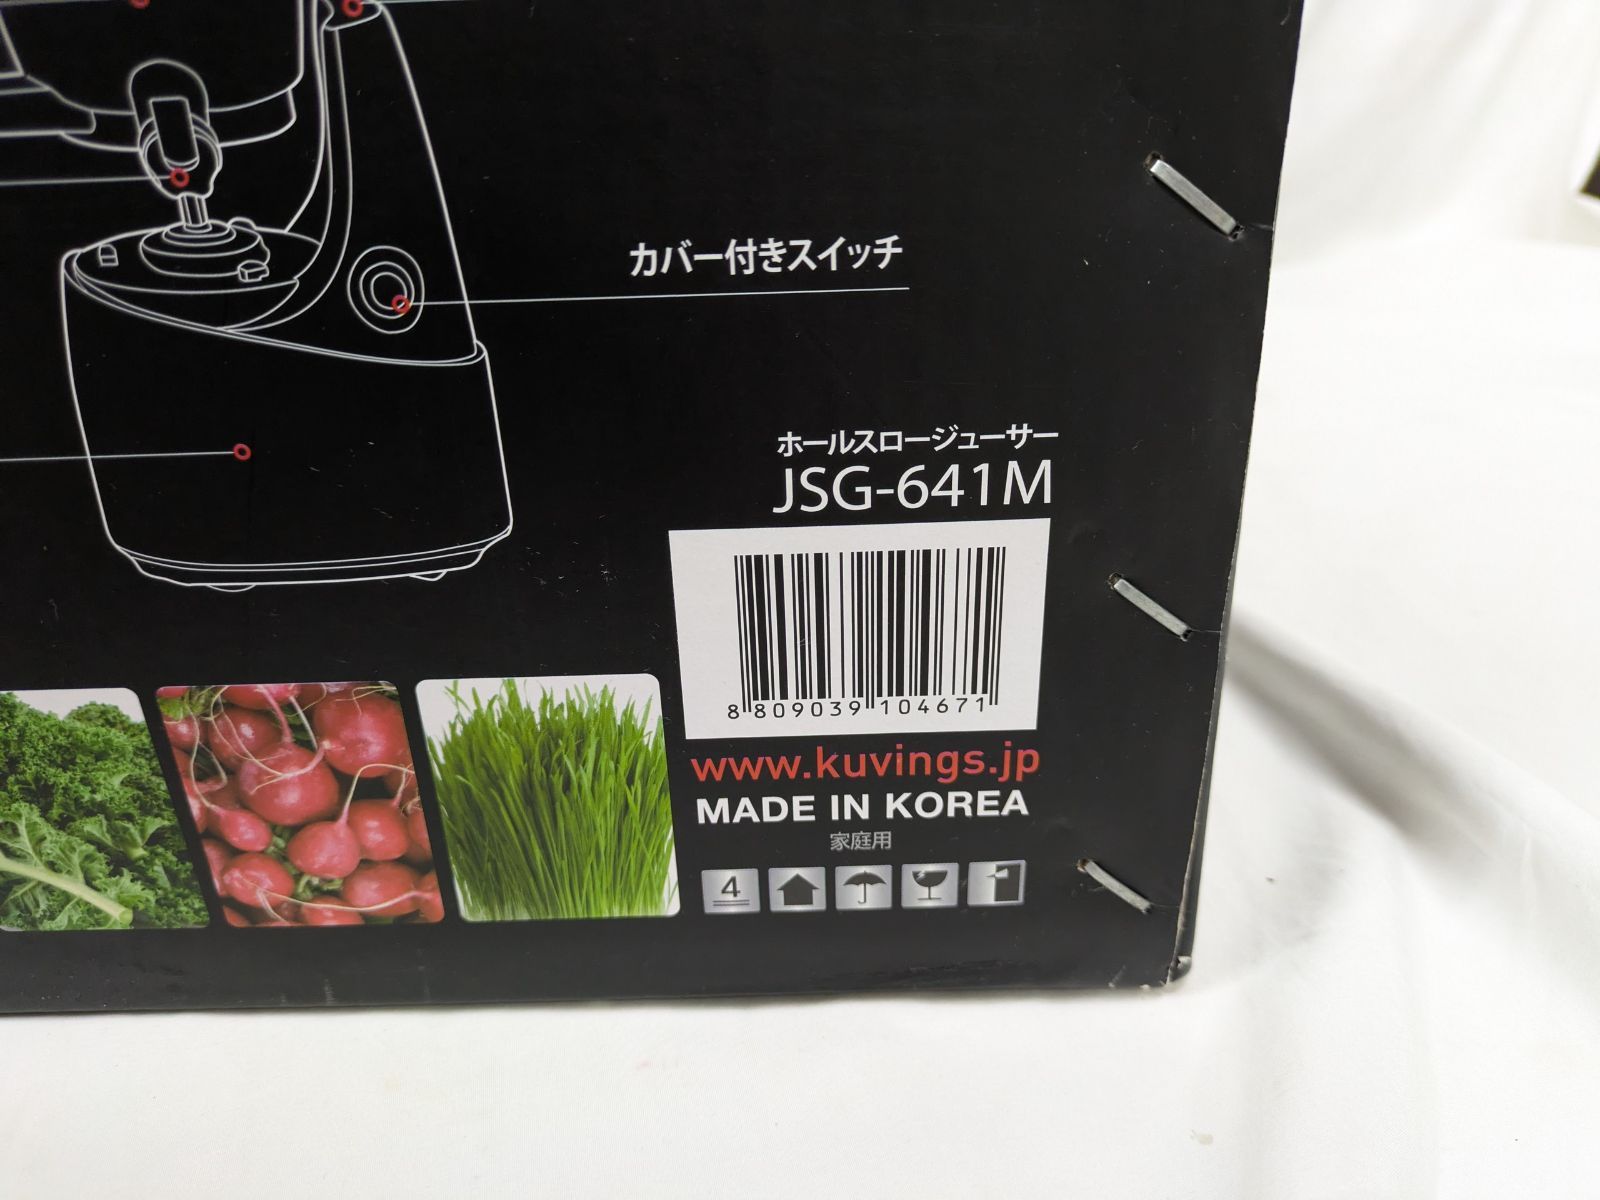 カバー付きスイッチ
ホールスロージューサー
JSG-641M
8 809039 104671
www.kuvings.jp
MADE IN KOREA
家庭用
4